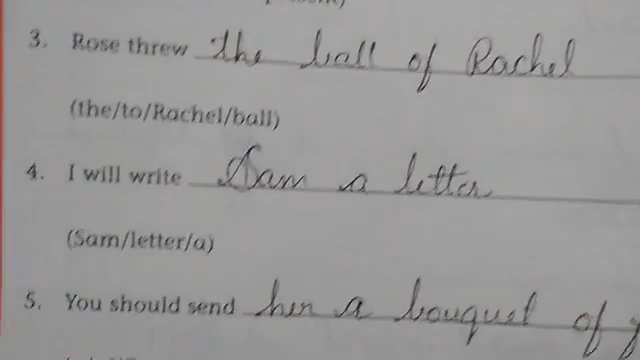 3. Rose threw the ball of Rachel
(the/to/Rachel/ball)
4. I will write Sam a letter
(Sam/letter/a)
5. You should send her a bouquet of